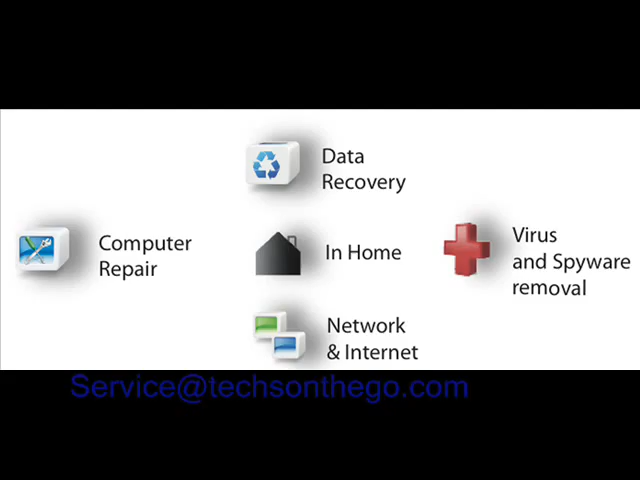 Data
Recovery
Computer
Repair
In Home
Virus
and Spyware
removal
Network
& Internet
Service@techsonthego.com